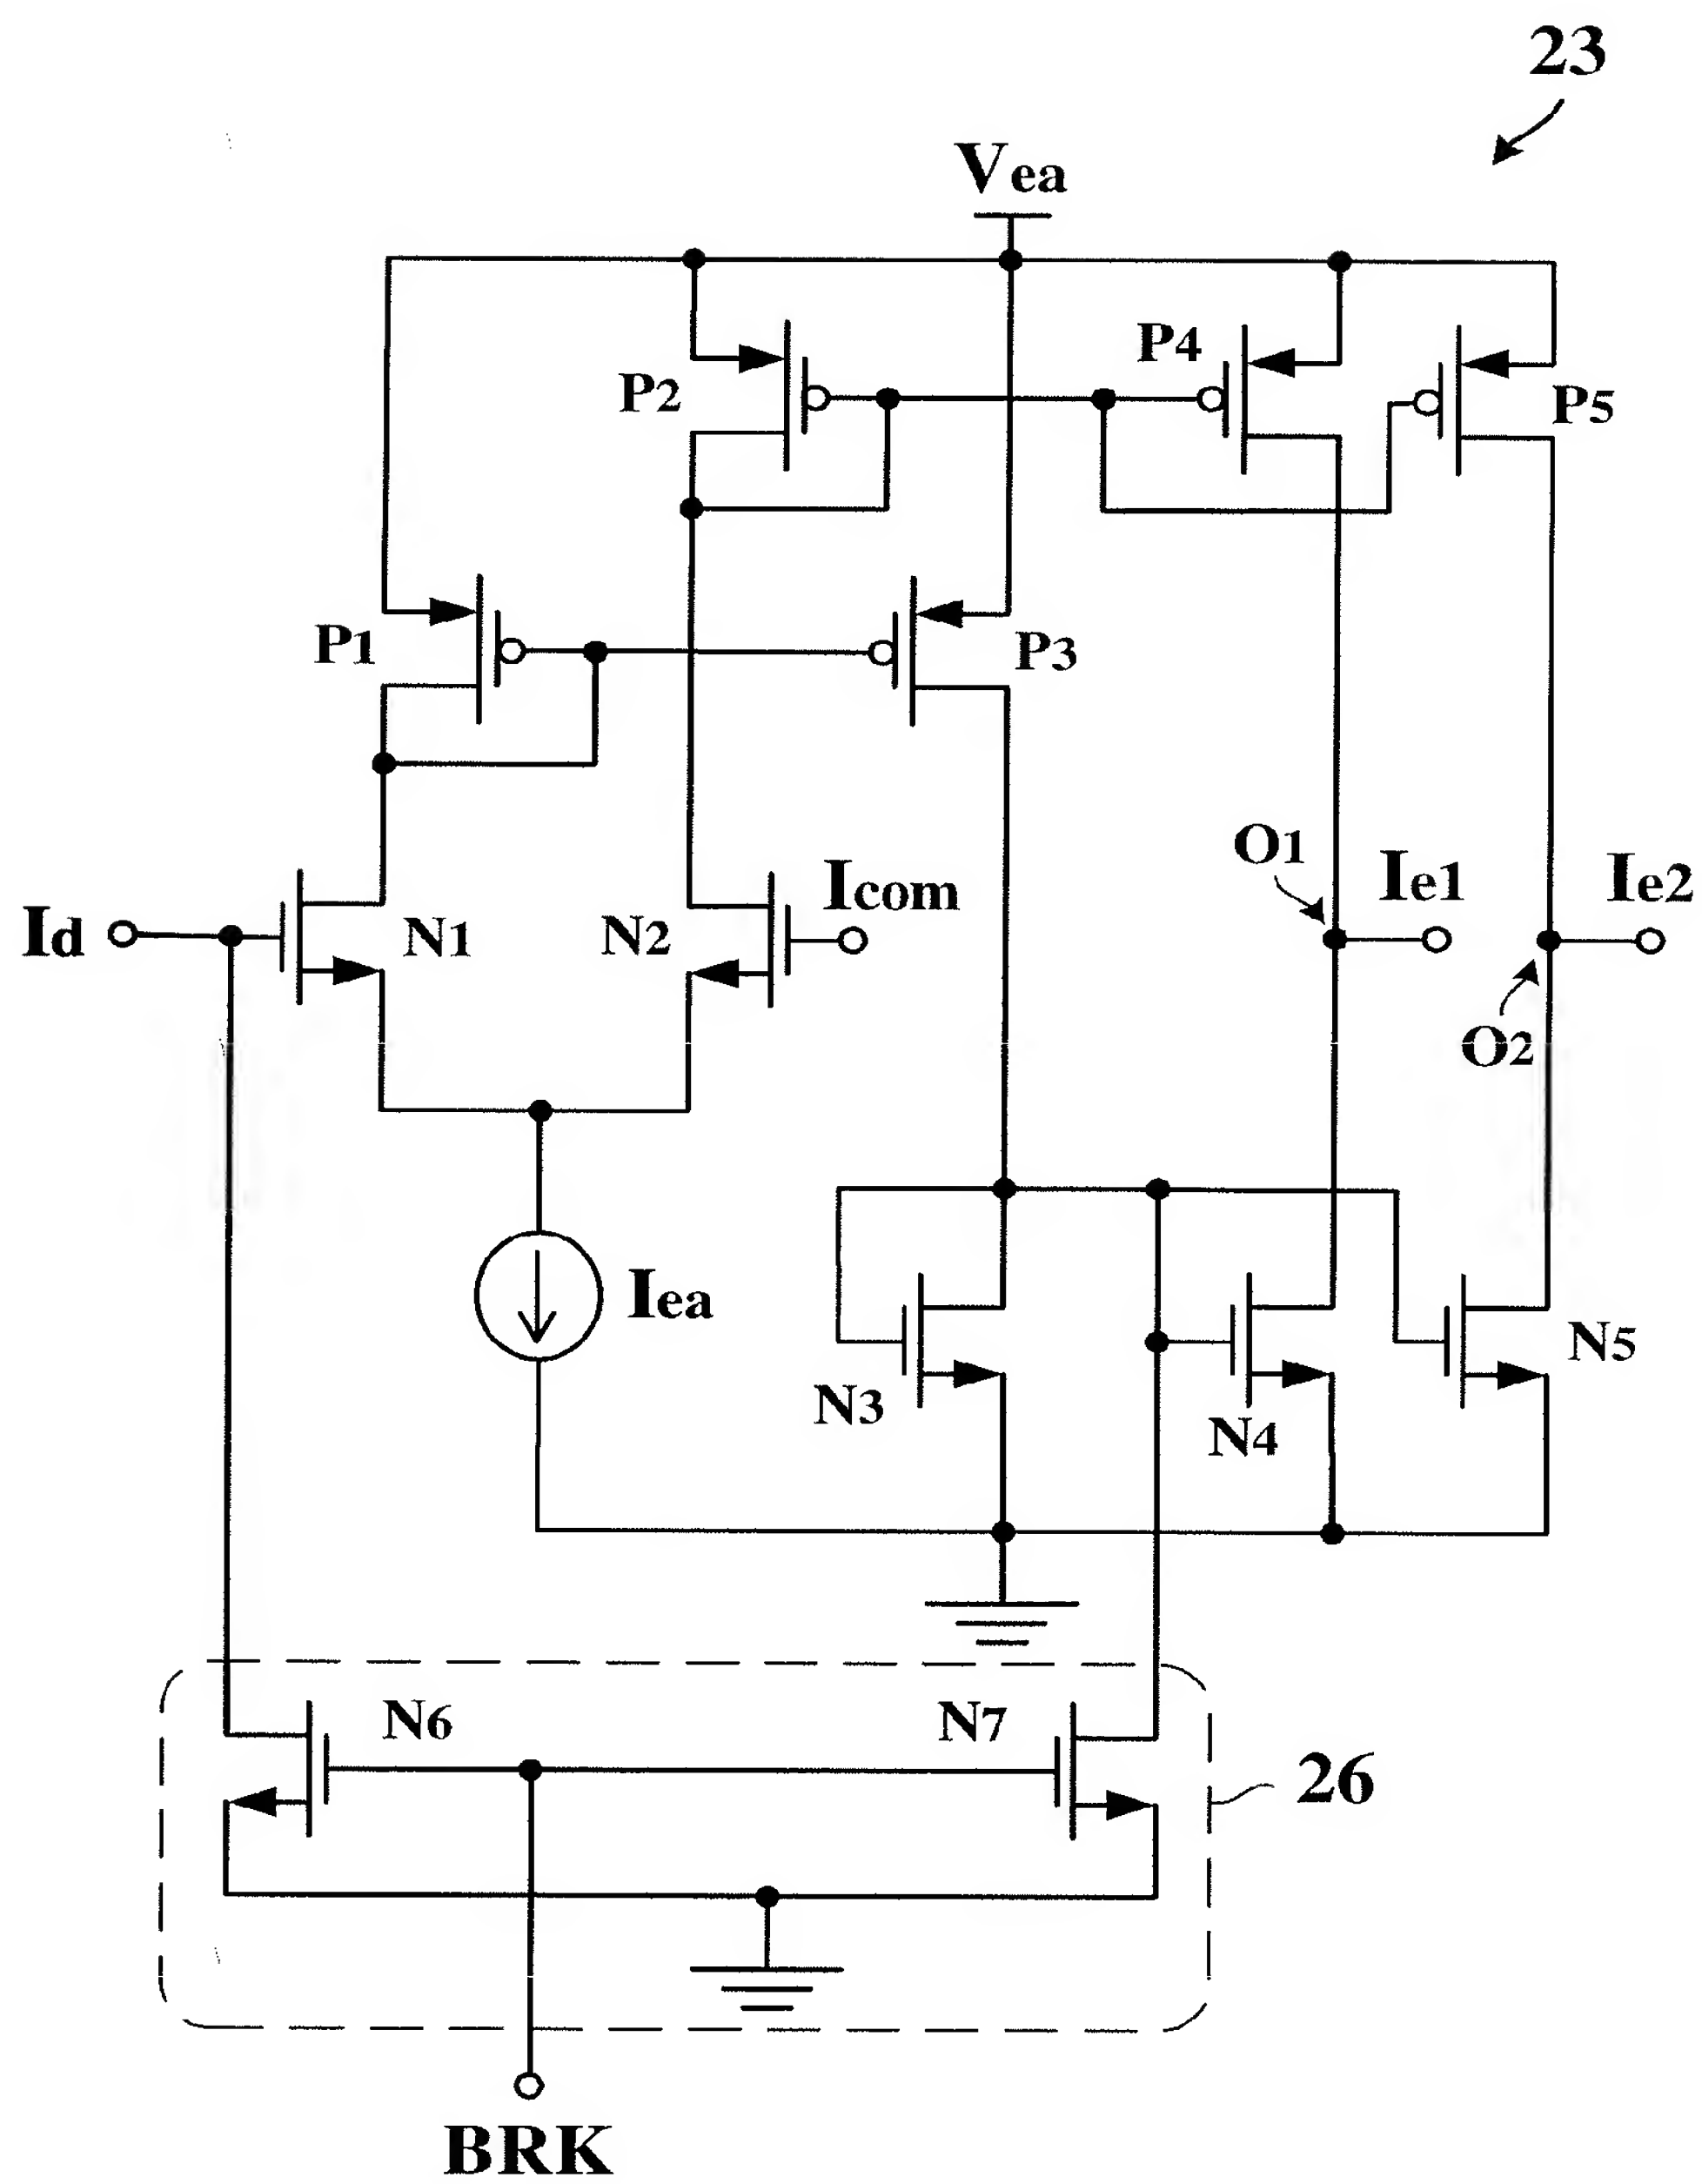 23
Vea
P2
P4
P5
P1
P3
O1
Id
N1
N2
Icom
Ie1
Ie2
O2
Iea
N3
N4
N5
N6
N7
26
BRK